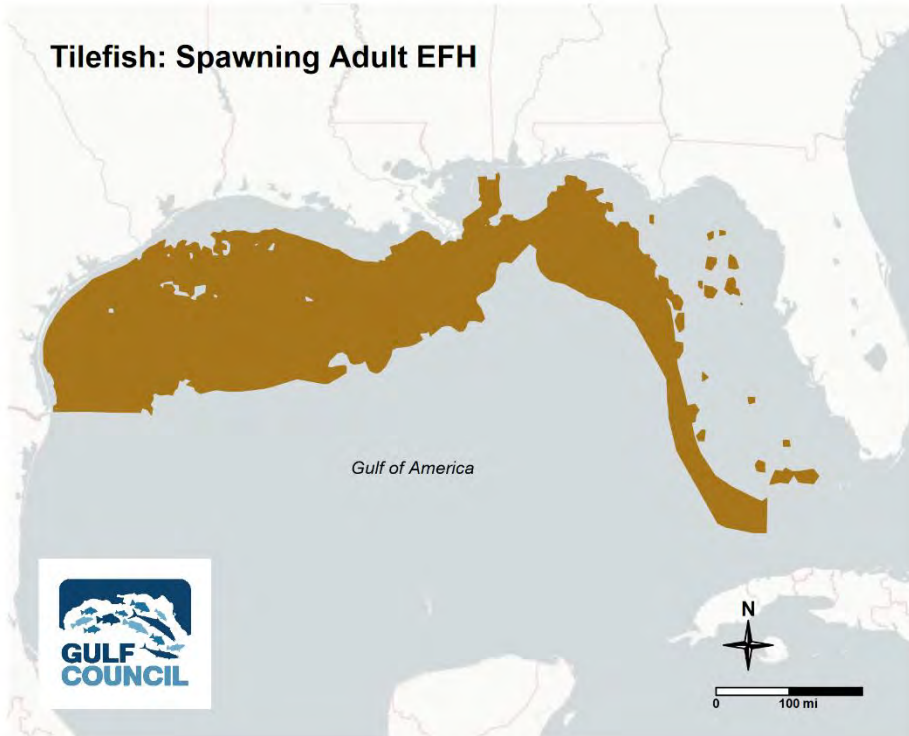 Tilefish: Spawning Adult EFH
Gulf of America
GULF
COUNCIL
N
0 100 mi